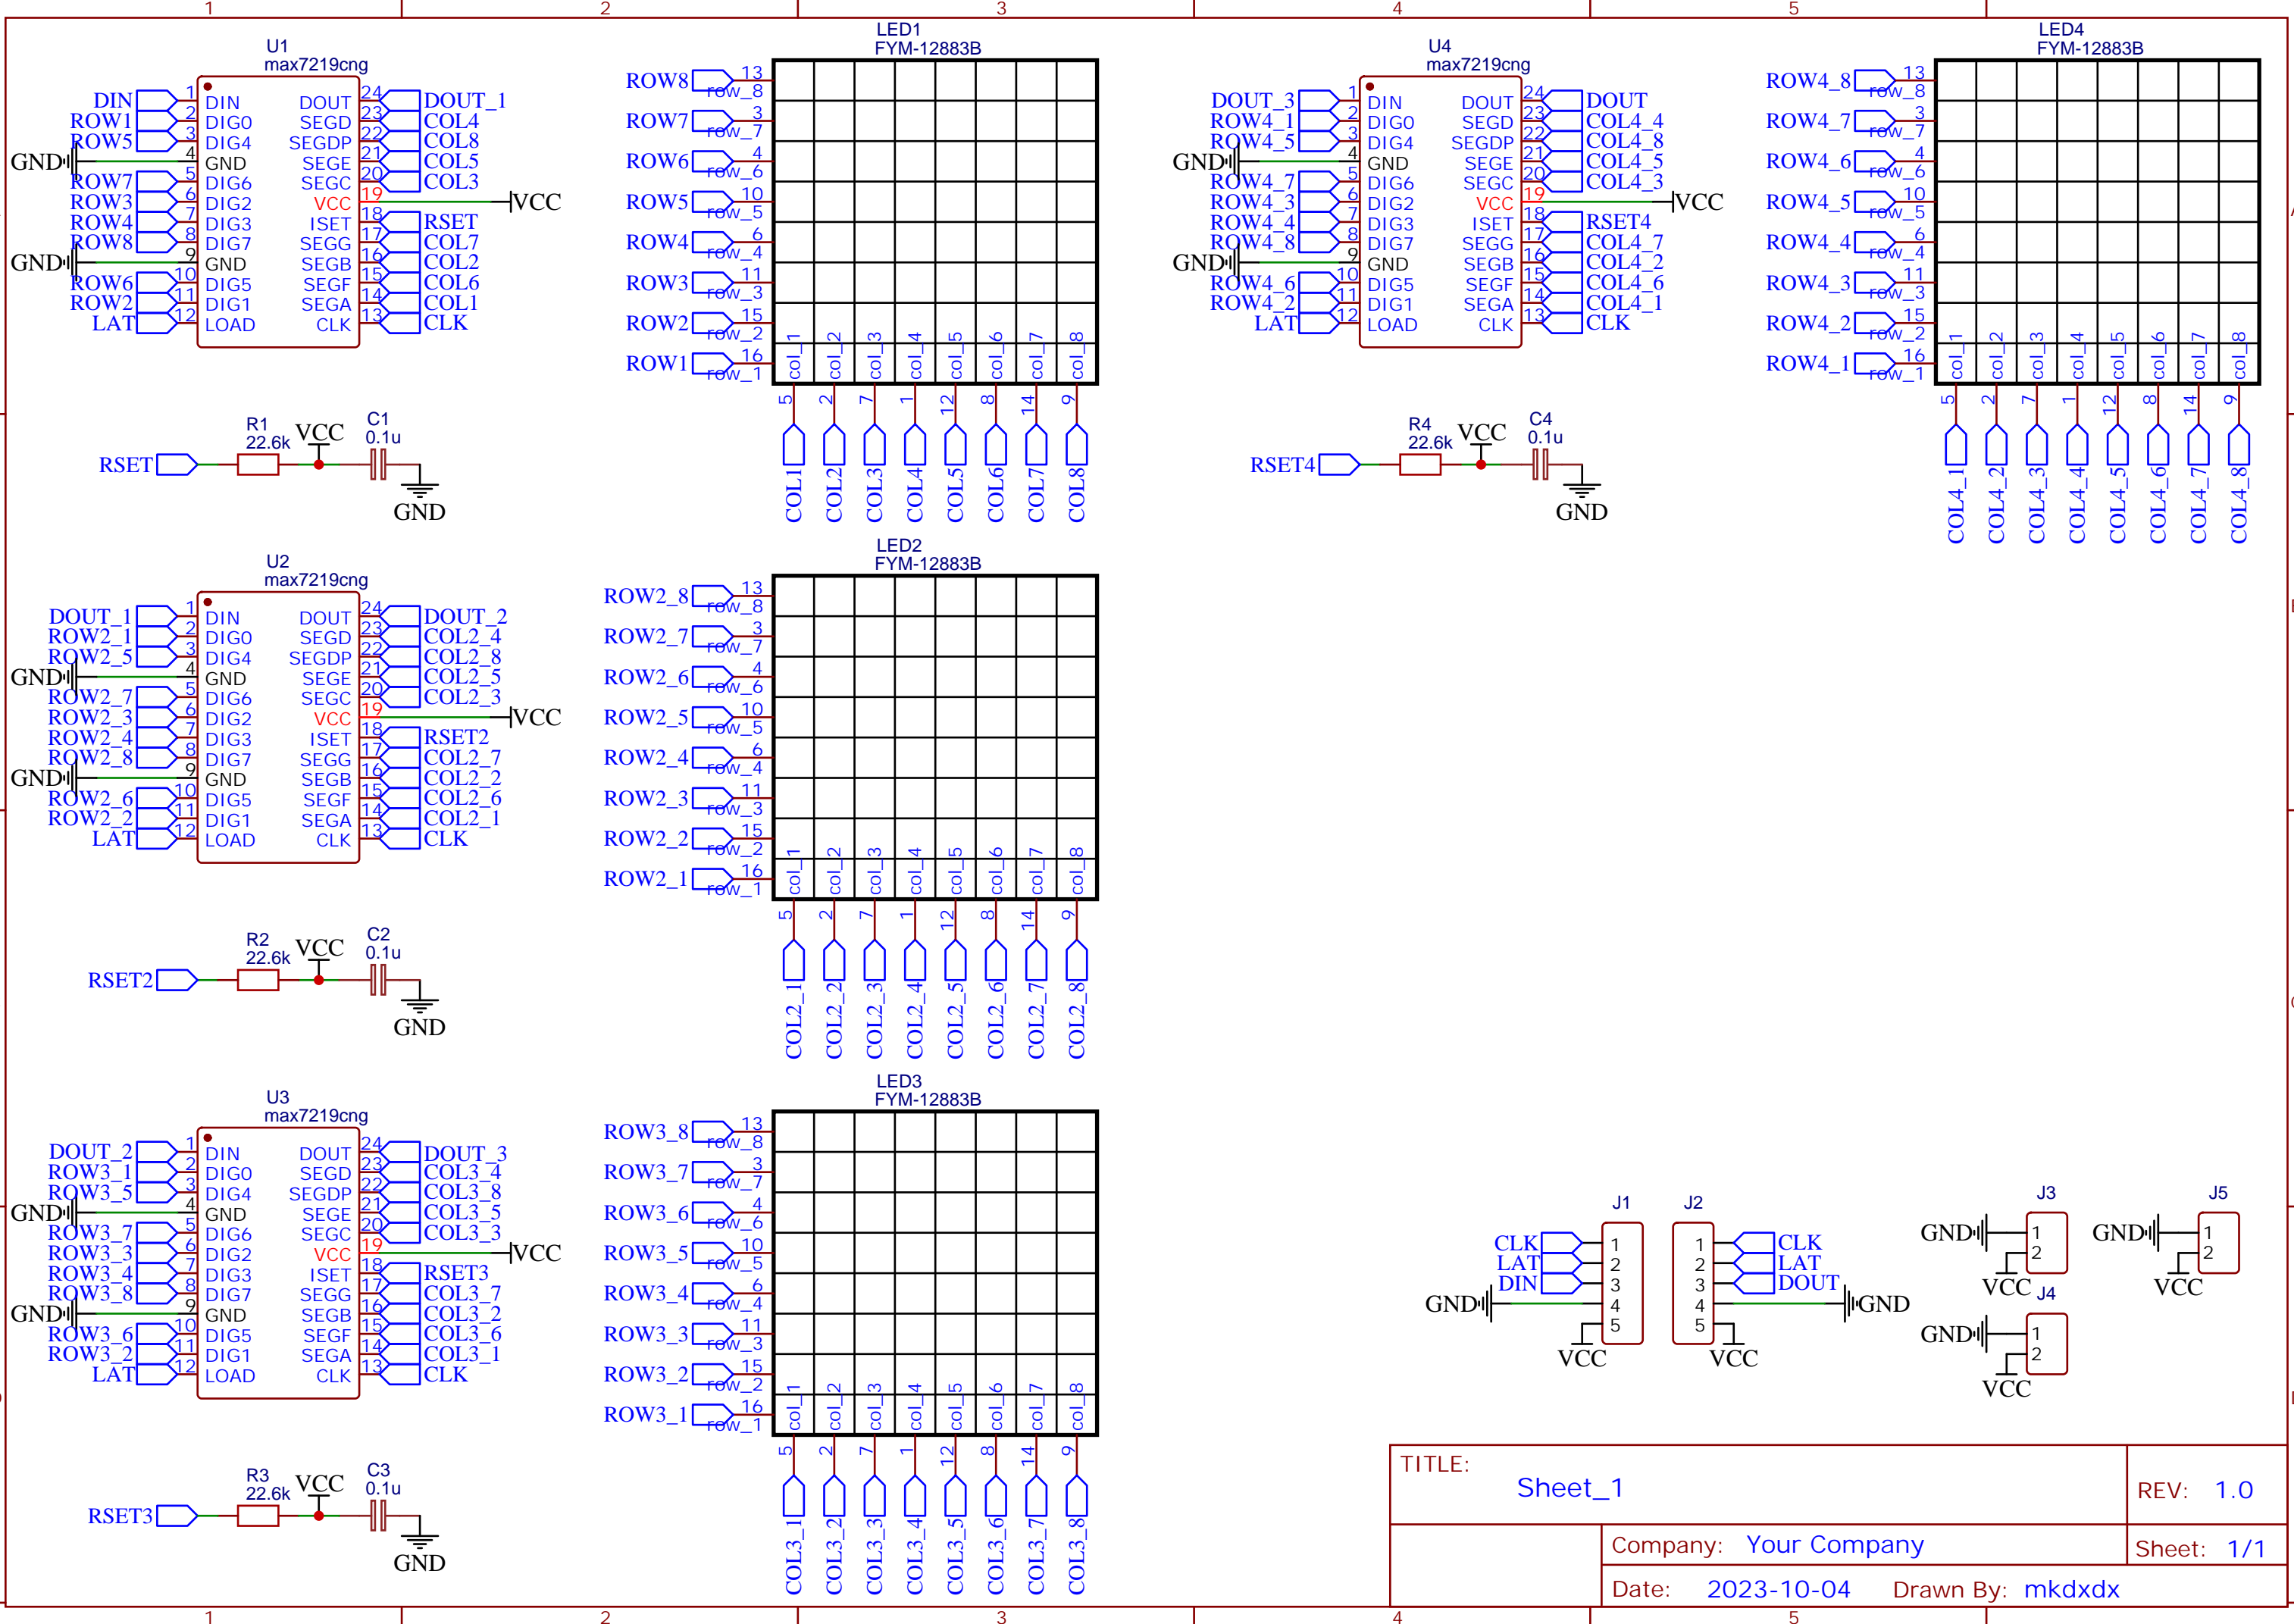 1 2 3 4 5
U1
max7219cng
DIN 1 DIN DOUT 24 DOUT_1
ROW1 2 DIG0 SEGD 23 COL4
ROW5 3 DIG4 SEGDP 22 COL8
GND 4 GND SEGE 21 COL5
ROW7 5 DIG6 SEGC 20 COL3
ROW3 6 DIG2 VCC 19 VCC
ROW4 7 DIG3 ISET 18 RSET
ROW8 8 DIG7 SEGG 17 COL7
GND 9 GND SEGB 16 COL2
ROW6 10 DIG5 SEGF 15 COL6
ROW2 11 DIG1 SEGA 14 COL1
LAT 12 LOAD CLK 13 CLK
LED1
FYM-12883B
ROW8 13 row_8
ROW7 3 row_7
ROW6 4 row_6
ROW5 10 row_5
ROW4 6 row_4
ROW3 11 row_3
ROW2 15 row_2
ROW1 16 row_1
col_1 col_2 col_3 col_4 col_5 col_6 col_7 col_8
5 2 7 1 12 8 14 9
COL1 COL2 COL3 COL4 COL5 COL6 COL7 COL8
U4
max7219cng
DOUT_3 1 DIN DOUT 24 DOUT
ROW4_1 2 DIG0 SEGD 23 COL4_4
ROW4_5 3 DIG4 SEGDP 22 COL4_8
GND 4 GND SEGE 21 COL4_5
ROW4_7 5 DIG6 SEGC 20 COL4_3
ROW4_3 6 DIG2 VCC 19 VCC
ROW4_4 7 DIG3 ISET 18 RSET4
ROW4_8 8 DIG7 SEGG 17 COL4_7
GND 9 GND SEGB 16 COL4_2
ROW4_6 10 DIG5 SEGF 15 COL4_6
ROW4_2 11 DIG1 SEGA 14 COL4_1
LAT 12 LOAD CLK 13 CLK
LED4
FYM-12883B
ROW4_8 13 row_8
ROW4_7 3 row_7
ROW4_6 4 row_6
ROW4_5 10 row_5
ROW4_4 6 row_4
ROW4_3 11 row_3
ROW4_2 15 row_2
ROW4_1 16 row_1
col_1 col_2 col_3 col_4 col_5 col_6 col_7 col_8
5 2 7 1 12 8 14 9
COL4_1 COL4_2 COL4_3 COL4_4 COL4_5 COL4_6 COL4_7 COL4_8
R1
22.6k
VCC
C1
0.1u
RSET
GND
R4
22.6k
VCC
C4
0.1u
RSET4
GND
U2
max7219cng
DOUT_1 1 DIN DOUT 24 DOUT_2
ROW2_1 2 DIG0 SEGD 23 COL2_4
ROW2_5 3 DIG4 SEGDP 22 COL2_8
GND 4 GND SEGE 21 COL2_5
ROW2_7 5 DIG6 SEGC 20 COL2_3
ROW2_3 6 DIG2 VCC 19 VCC
ROW2_4 7 DIG3 ISET 18 RSET2
ROW2_8 8 DIG7 SEGG 17 COL2_7
GND 9 GND SEGB 16 COL2_2
ROW2_6 10 DIG5 SEGF 15 COL2_6
ROW2_2 11 DIG1 SEGA 14 COL2_1
LAT 12 LOAD CLK 13 CLK
LED2
FYM-12883B
ROW2_8 13 row_8
ROW2_7 3 row_7
ROW2_6 4 row_6
ROW2_5 10 row_5
ROW2_4 6 row_4
ROW2_3 11 row_3
ROW2_2 15 row_2
ROW2_1 16 row_1
col_1 col_2 col_3 col_4 col_5 col_6 col_7 col_8
5 2 7 1 12 8 14 9
COL2_1 COL2_2 COL2_3 COL2_4 COL2_5 COL2_6 COL2_7 COL2_8
R2
22.6k
VCC
C2
0.1u
RSET2
GND
U3
max7219cng
DOUT_2 1 DIN DOUT 24 DOUT_3
ROW3_1 2 DIG0 SEGD 23 COL3_4
ROW3_5 3 DIG4 SEGDP 22 COL3_8
GND 4 GND SEGE 21 COL3_5
ROW3_7 5 DIG6 SEGC 20 COL3_3
ROW3_3 6 DIG2 VCC 19 VCC
ROW3_4 7 DIG3 ISET 18 RSET3
ROW3_8 8 DIG7 SEGG 17 COL3_7
GND 9 GND SEGB 16 COL3_2
ROW3_6 10 DIG5 SEGF 15 COL3_6
ROW3_2 11 DIG1 SEGA 14 COL3_1
LAT 12 LOAD CLK 13 CLK
LED3
FYM-12883B
ROW3_8 13 row_8
ROW3_7 3 row_7
ROW3_6 4 row_6
ROW3_5 10 row_5
ROW3_4 6 row_4
ROW3_3 11 row_3
ROW3_2 15 row_2
ROW3_1 16 row_1
col_1 col_2 col_3 col_4 col_5 col_6 col_7 col_8
5 2 7 1 12 8 14 9
COL3_1 COL3_2 COL3_3 COL3_4 COL3_5 COL3_6 COL3_7 COL3_8
R3
22.6k
VCC
C3
0.1u
RSET3
GND
J1
CLK 1
LAT 2
DIN 3
GND 4
5
VCC
J2
1 CLK
2 LAT
3 DOUT
4 GND
5
VCC
J3
GND 1
2
VCC
J4
GND 1
2
VCC
J5
GND 1
2
VCC
TITLE:
Sheet_1
REV: 1.0
Company: Your Company
Sheet: 1/1
Date: 2023-10-04 Drawn By: mkdxdx
1 2 3 4 5